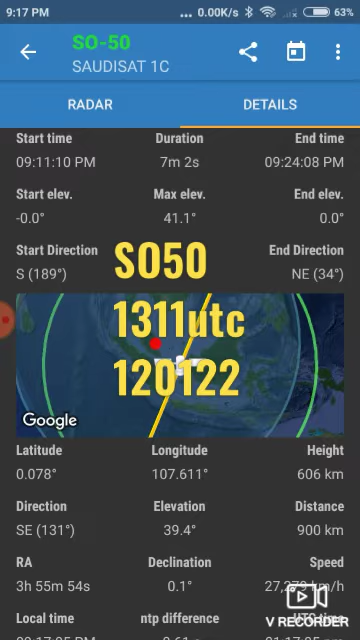 9:17 PM ... 0.00K/s 63%
SO-50
SAUDISAT 1C
RADAR DETAILS
Start time Duration End time
09:11:10 PM 7m 2s 09:24:08 PM
Start elev. Max elev. End elev.
-0.0° 41.1° 0.0°
Start Direction End Direction
S (189°) NE (34°)
SO50
1311utc
120122
Google
Latitude Longitude Height
0.078° 107.611° 606 km
Direction Elevation Distance
SE (131°) 39.4° 900 km
RA Declination Speed
3h 55m 54s 0.1° km/h
V RECORDER
Local time ntp difference UTC time